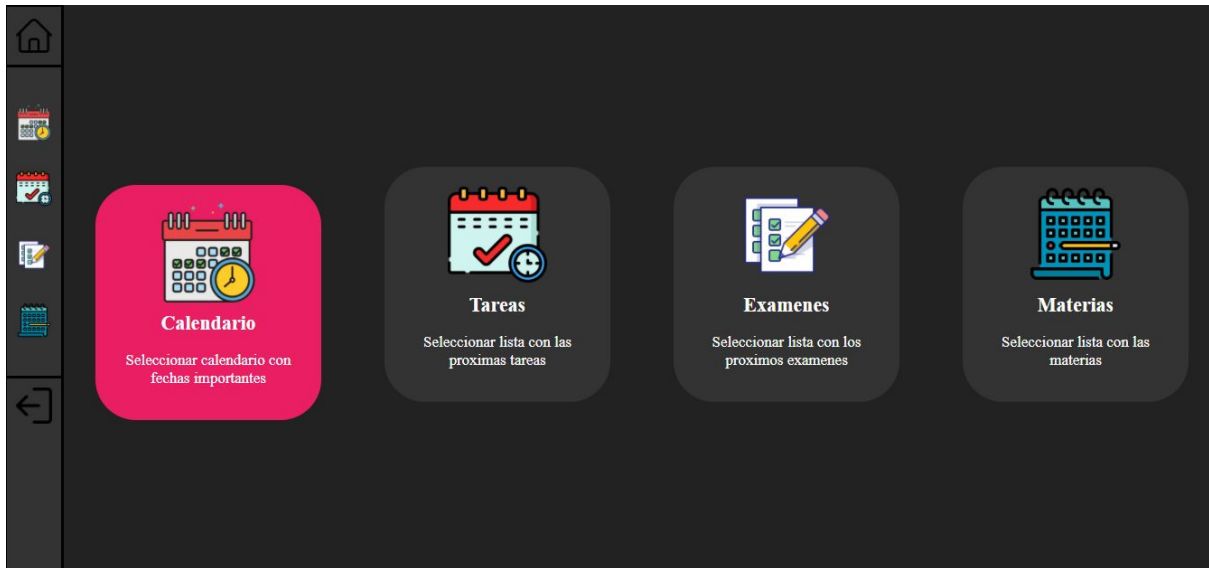 Calendario
Seleccionar calendario con
fechas importantes
Tareas
Seleccionar lista con las
proximas tareas
Examenes
Seleccionar lista con los
proximos examenes
Materias
Seleccionar lista con las
materias